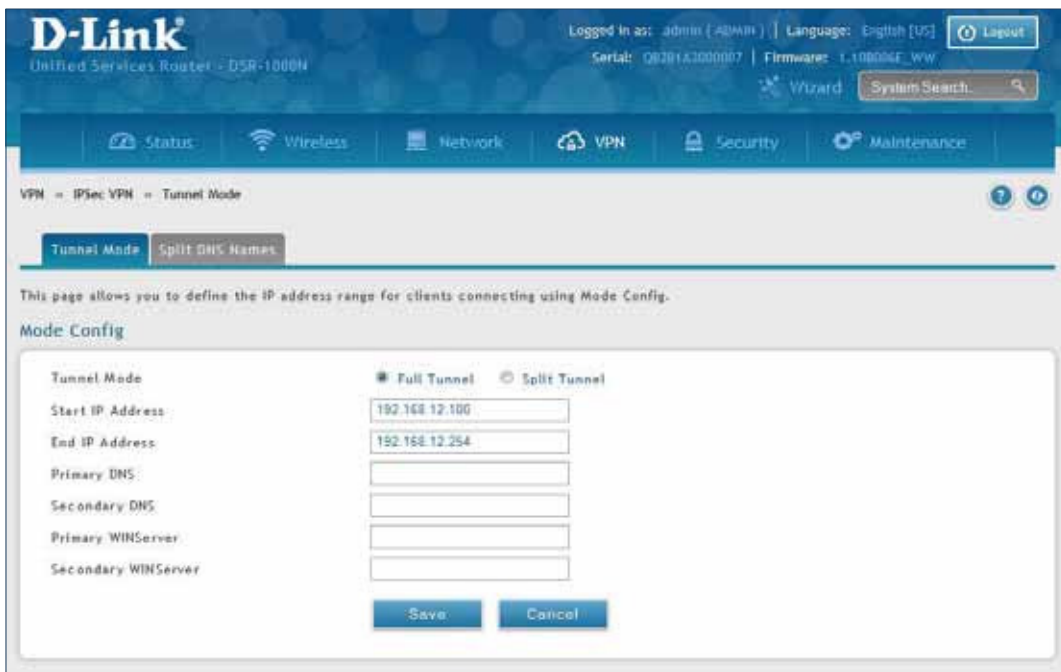 D-Link
Unified Services Router - DSR-1000N
Logged in as: admin ( ADMIN ) | Language: English [US]
Logout
Serial: | Firmware:
Wizard
System Search..
Status
Wireless
Network
VPN
Security
Maintenance
VPN » IPSec VPN » Tunnel Mode
Tunnel Mode
Split DNS Names
This page allows you to define the IP address range for clients connecting using Mode Config.
Mode Config
Tunnel Mode Full Tunnel Split Tunnel
Start IP Address 192.168.12.100
End IP Address 192.168.12.254
Primary DNS
Secondary DNS
Primary WINServer
Secondary WINServer
Save
Cancel